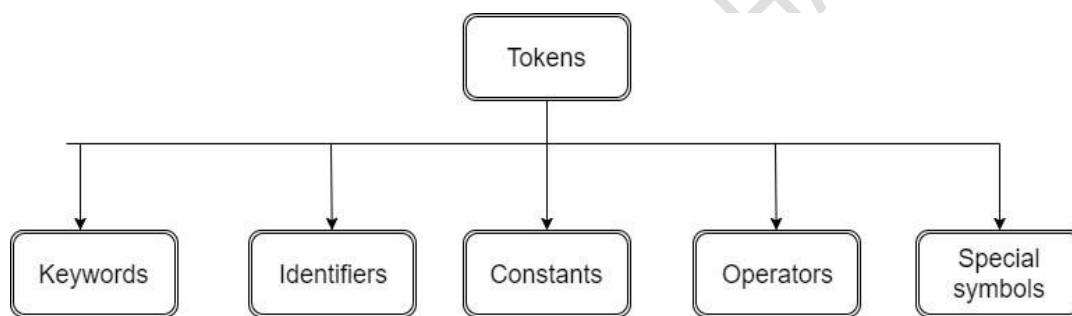 Tokens
Keywords
Identifiers
Constants
Operators
Special
symbols